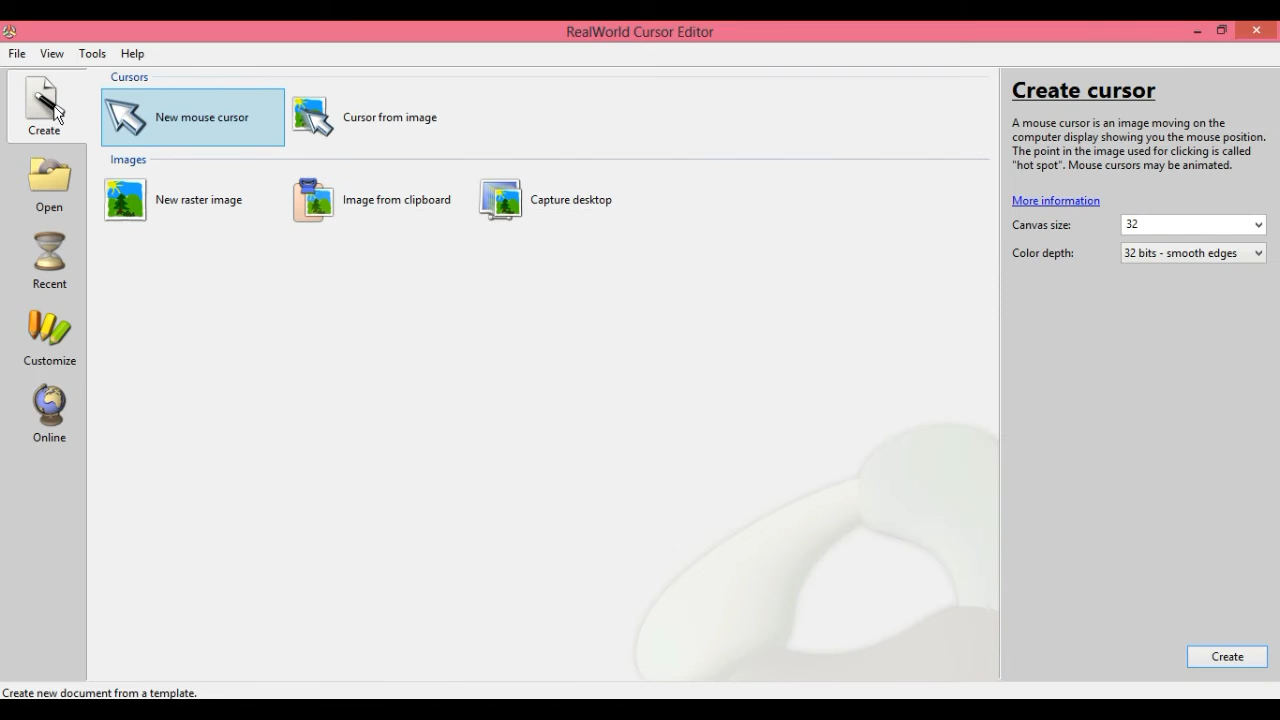 RealWorld Cursor Editor
File View Tools Help
Create
Open
Recent
Customize
Online
Cursors
New mouse cursor
Cursor from image
Images
New raster image
Image from clipboard
Capture desktop
Create cursor
A mouse cursor is an image moving on the
computer display showing you the mouse position.
The point in the image used for clicking is called
"hot spot". Mouse cursors may be animated.
More information
Canvas size: 32
Color depth: 32 bits - smooth edges
Create
Create new document from a template.